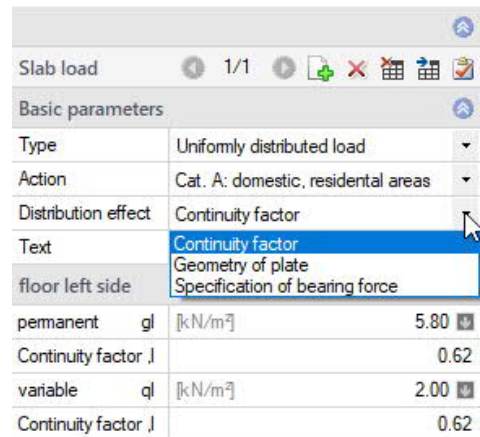 Slab load 1/1
Basic parameters
Type Uniformly distributed load
Action Cat. A: domestic, residental areas
Distribution effect Continuity factor
Text Continuity factor
Geometry of plate
Specification of bearing force
floor left side
permanent gl [kN/m²] 5.80
Continuity factor ,l 0.62
variable ql [kN/m²] 2.00
Continuity factor ,l 0.62